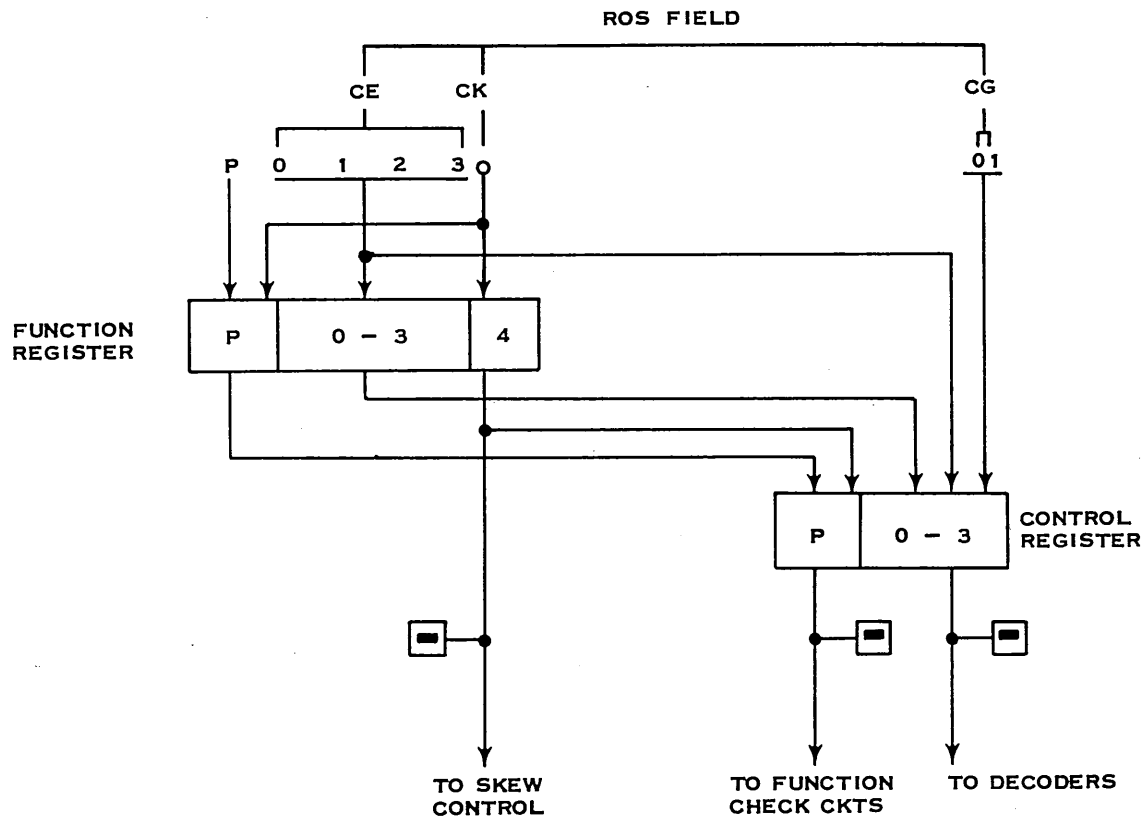 ROS FIELD
CE CK CG
P 0 1 2 3 01
FUNCTION
REGISTER
P 0 – 3 4
P 0 – 3
CONTROL
REGISTER
TO SKEW
CONTROL
TO FUNCTION
CHECK CKTS
TO DECODERS